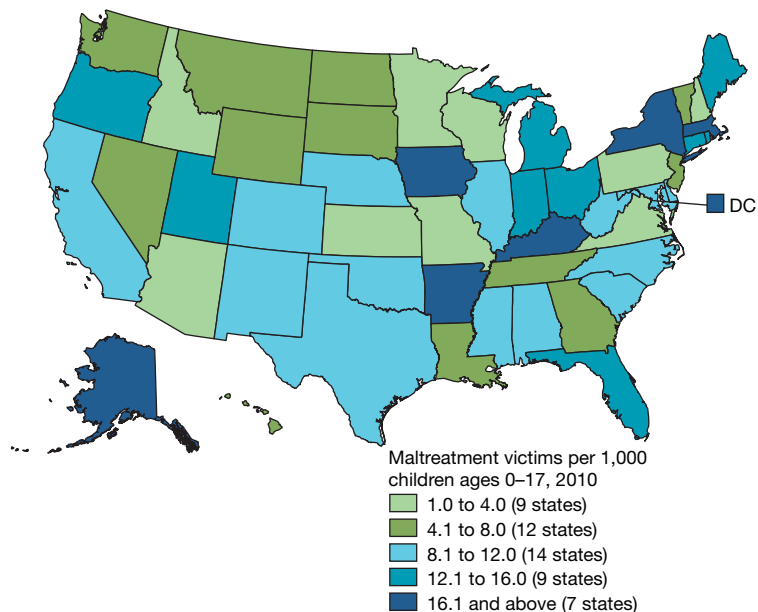 DC
Maltreatment victims per 1,000
children ages 0–17, 2010
1.0 to 4.0 (9 states)
4.1 to 8.0 (12 states)
8.1 to 12.0 (14 states)
12.1 to 16.0 (9 states)
16.1 and above (7 states)